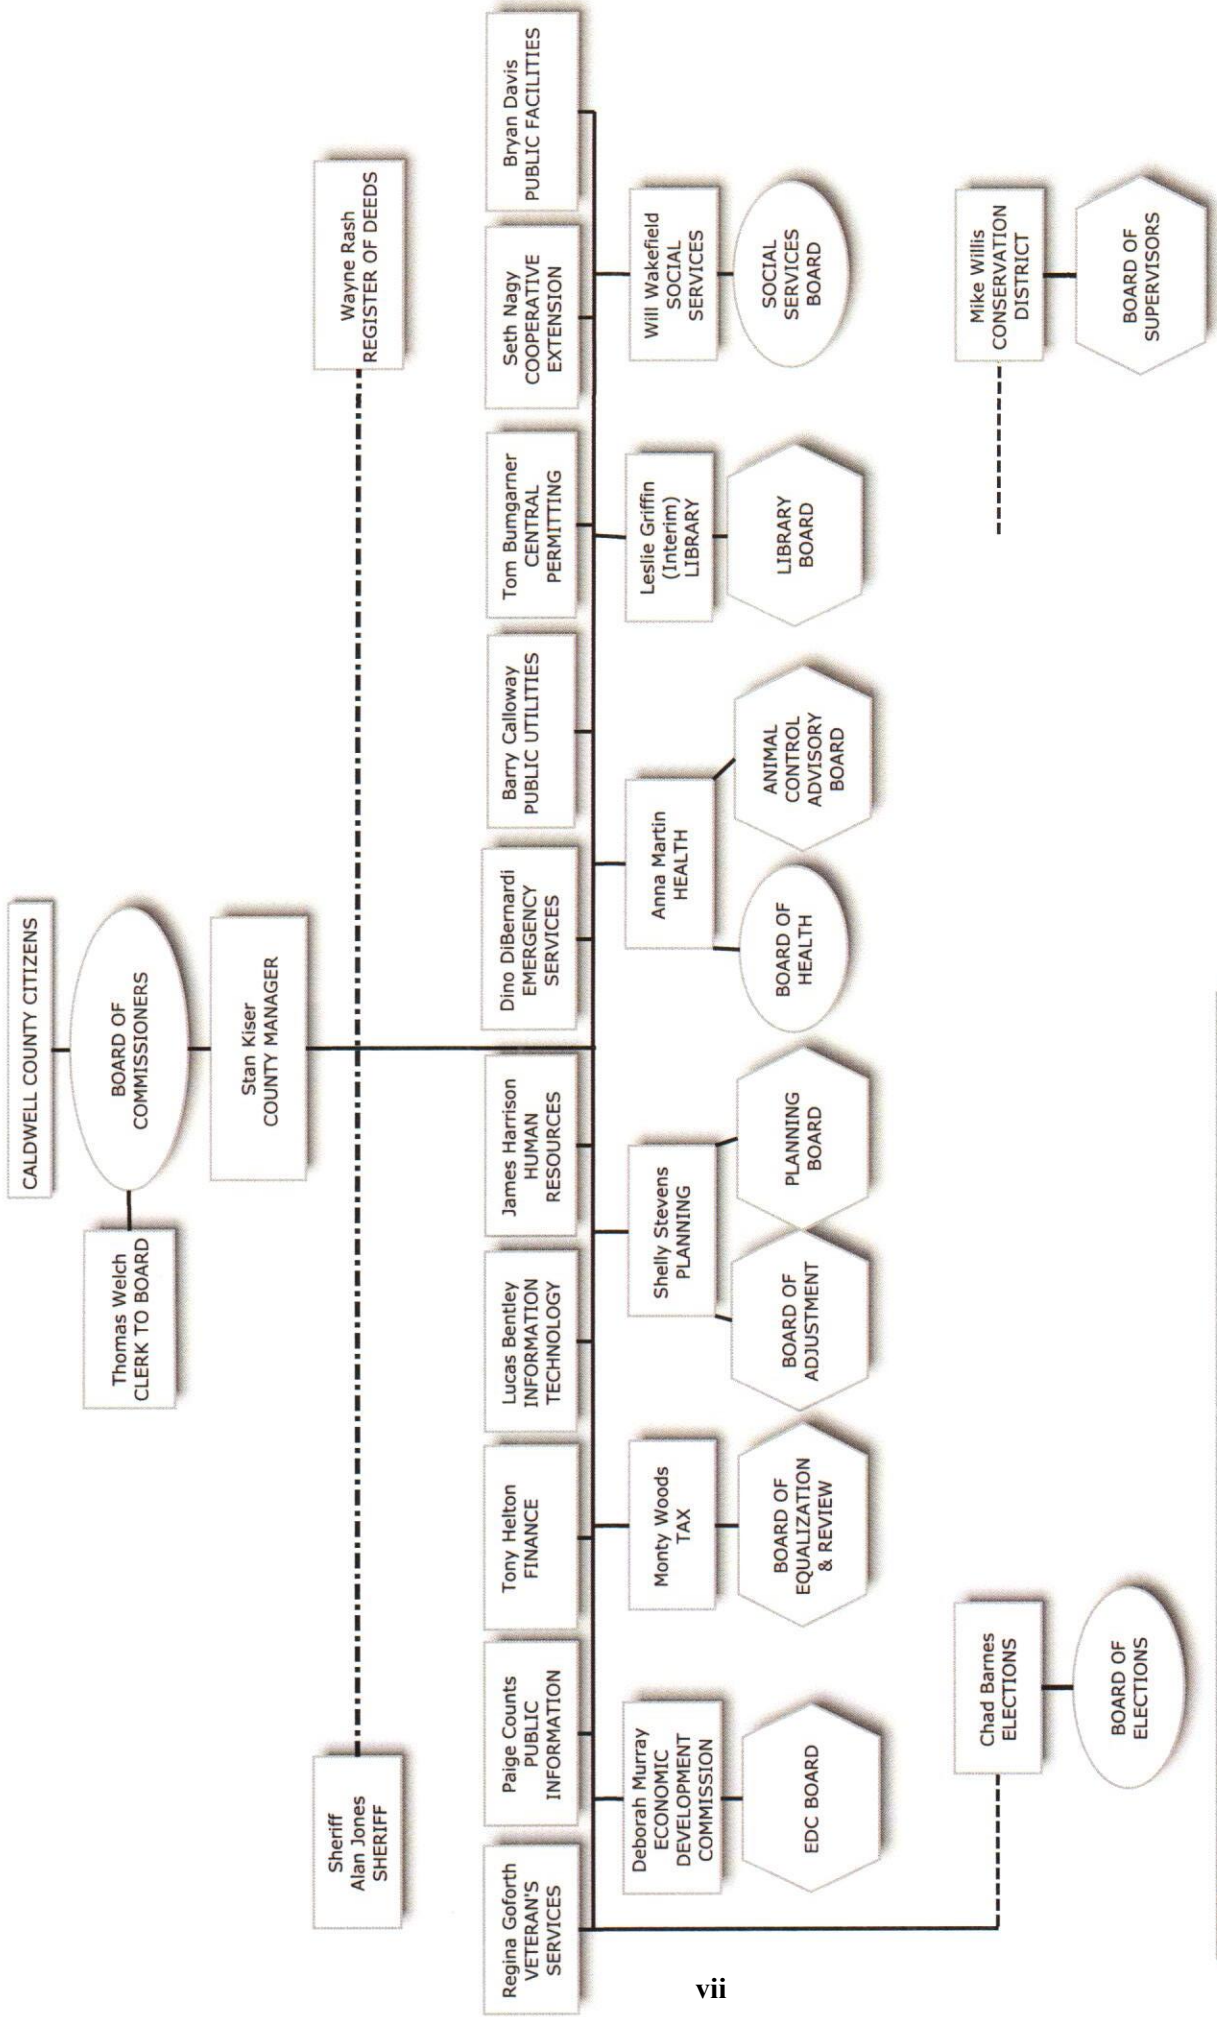 CALDWELL COUNTY CITIZENS
BOARD OF
COMMISSIONERS
Thomas Welch
CLERK TO BOARD
Stan Kiser
COUNTY MANAGER
Sheriff
Alan Jones
SHERIFF
Wayne Rash
REGISTER OF DEEDS
Regina Goforth
VETERAN'S
SERVICES
Paige Counts
PUBLIC
INFORMATION
Tony Helton
FINANCE
Lucas Bentley
INFORMATION
TECHNOLOGY
James Harrison
HUMAN
RESOURCES
Dino DiBernardi
EMERGENCY
SERVICES
Barry Calloway
PUBLIC UTILITIES
Tom Bumgarner
CENTRAL
PERMITTING
Seth Nagy
COOPERATIVE
EXTENSION
Bryan Davis
PUBLIC FACILITIES
Deborah Murray
ECONOMIC
DEVELOPMENT
COMMISSION
EDC BOARD
Monty Woods
TAX
BOARD OF
EQUALIZATION
& REVIEW
Shelly Stevens
PLANNING
BOARD OF
ADJUSTMENT
PLANNING
BOARD
Anna Martin
HEALTH
BOARD OF
HEALTH
ANIMAL
CONTROL
ADVISORY
BOARD
Leslie Griffin
(Interim)
LIBRARY
LIBRARY
BOARD
Will Wakefield
SOCIAL
SERVICES
SOCIAL
SERVICES
BOARD
Chad Barnes
ELECTIONS
BOARD OF
ELECTIONS
Mike Willis
CONSERVATION
DISTRICT
BOARD OF
SUPERVISORS
vii